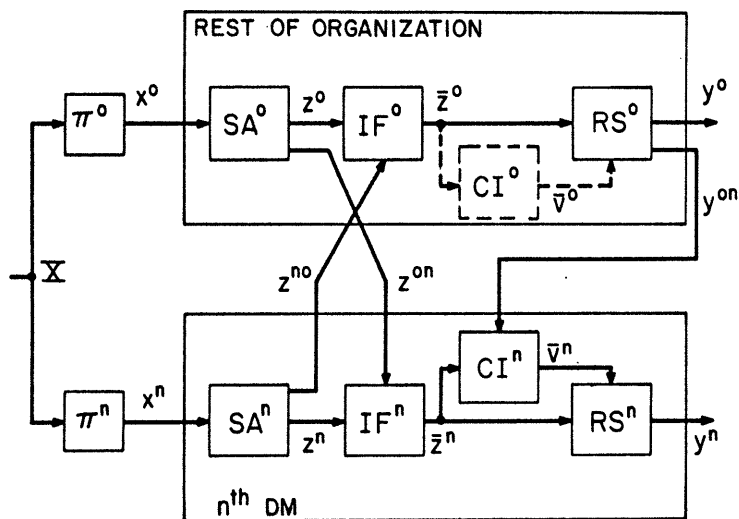 REST OF ORGANIZATION
π° x° SA° z° IF° z̄° RS° y°
CI° v̄° y^on
X z^no z^on
CI^n v̄^n
π^n x^n SA^n z^n IF^n z̄^n RS^n y^n
n^th DM